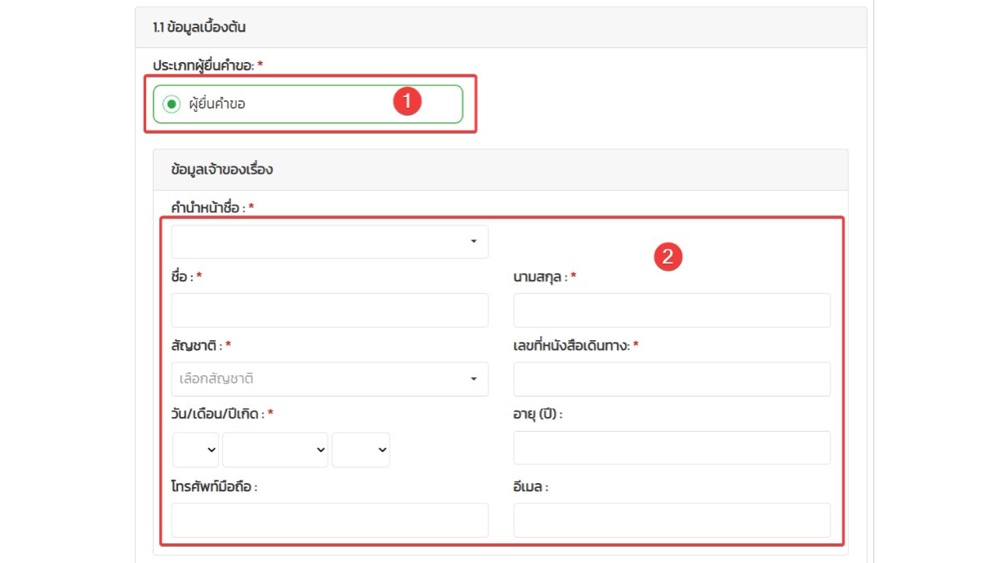 1.1 ข้อมูลเบื้องต้น
ประเภทผู้ยื่นคำขอ: *
ผู้ยื่นคำขอ 1
ข้อมูลเจ้าของเรื่อง
คำนำหน้าชื่อ : *
2
ชื่อ : * นามสกุล : *
สัญชาติ : * เลขที่หนังสือเดินทาง: *
เลือกสัญชาติ
วัน/เดือน/ปีเกิด : * อายุ (ปี) :
โทรศัพท์มือถือ : อีเมล :